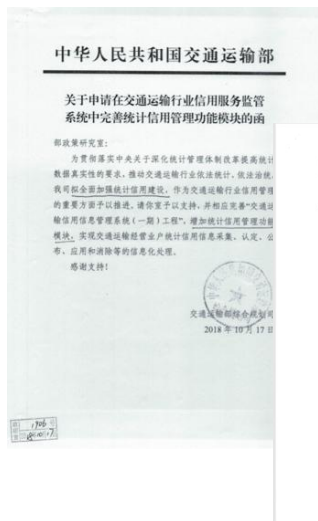 中华人民共和国交通运输部
关于申请在交通运输行业信用服务监管
系统中完善统计信用管理功能模块的函
部政策研究室：
为贯彻落实中央关于深化统计管理体制改革提高统计
数据真实性的要求，推动交通运输行业依法统计、依法治统，
我司拟全面加强统计信用建设，作为交通运输行业信用管理
的重要方面予以推进。请你室予以支持，并相应完善“交通运
输信用信息管理系统（一期）工程”，增加统计信用管理功能
模块，实现交通运输经营业户统计信用信息采集、认定、公
布、应用和消除等的信息化处理。
感谢支持！
交通运输部综合规划司
2018年10月17日
1906